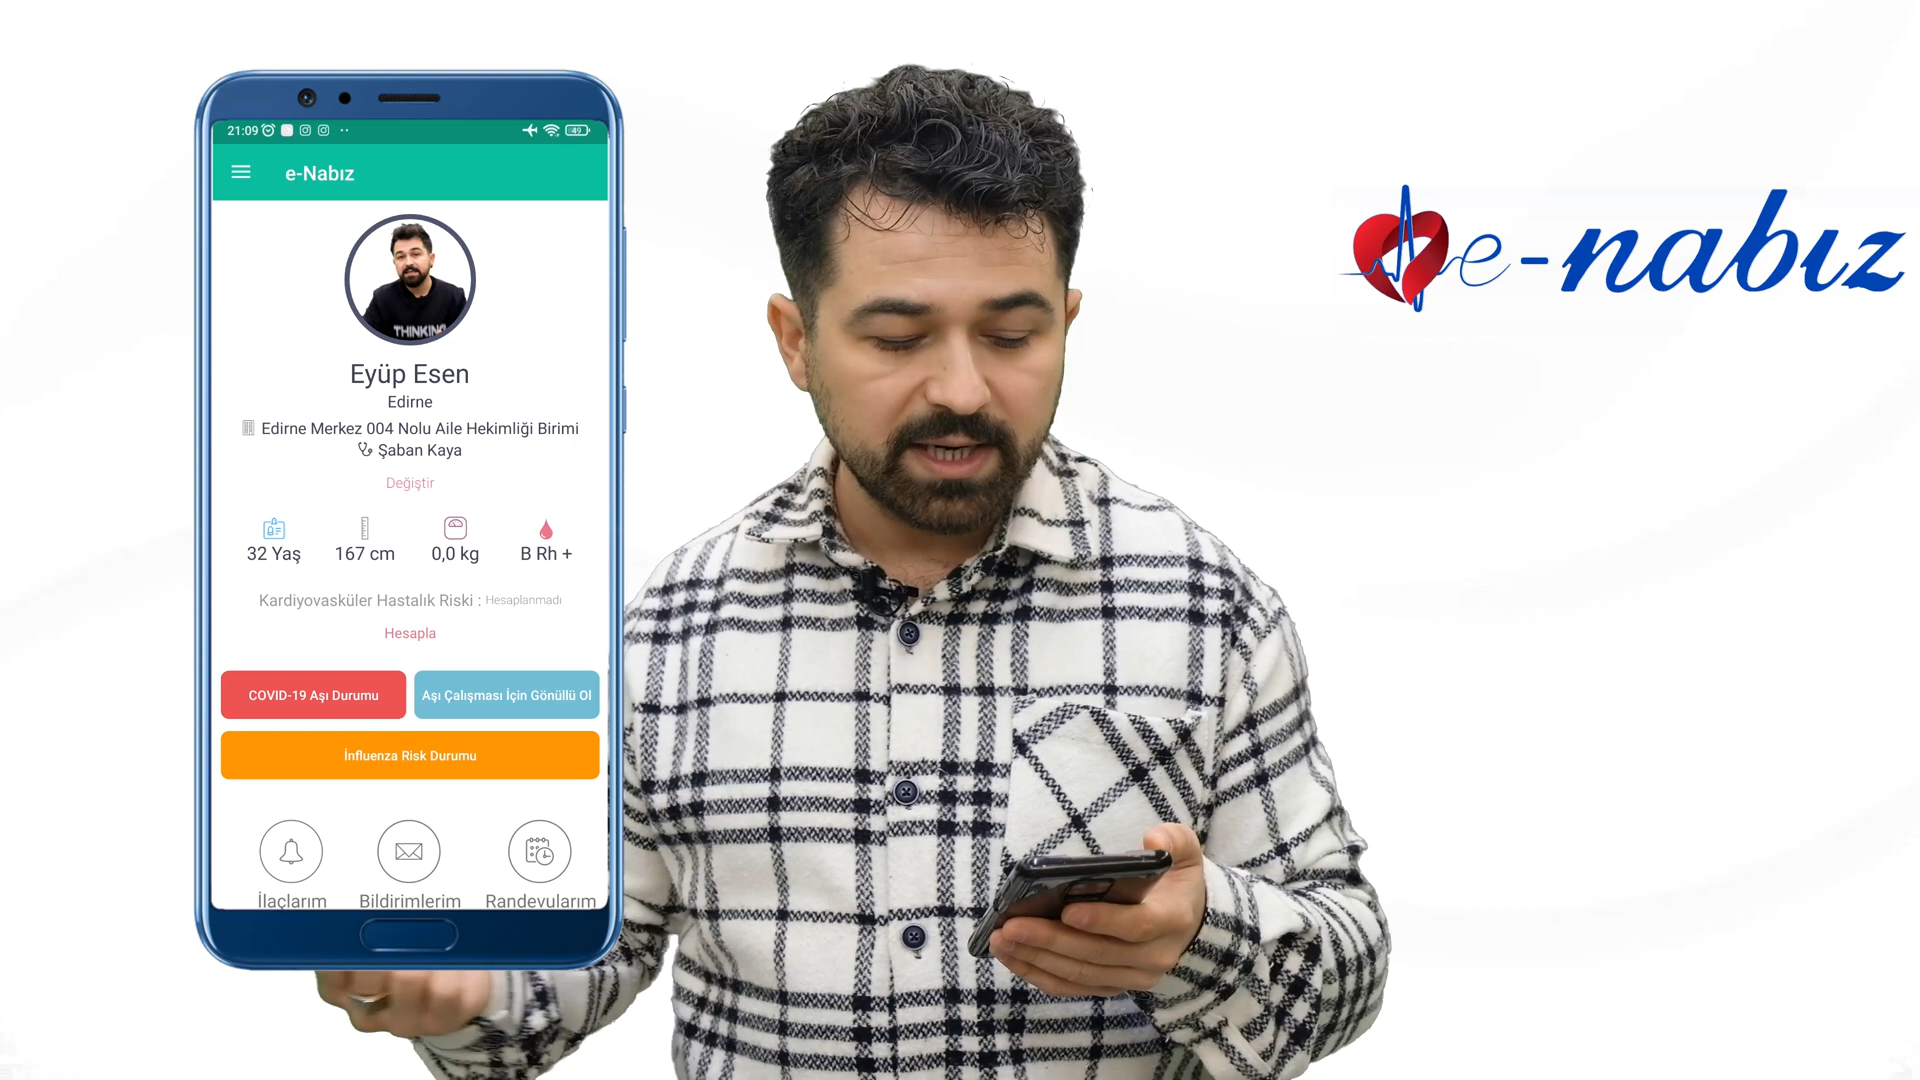 21:09
49
e-Nabız
THINKING
Eyüp Esen
Edirne
Edirne Merkez 004 Nolu Aile Hekimliği Birimi
Şaban Kaya
Değiştir
32 Yaş
167 cm
0,0 kg
B Rh +
Kardiyovasküler Hastalık Riski : Hesaplanmadı
Hesapla
COVID-19 Aşı Durumu
Aşı Çalışması İçin Gönüllü Ol
İnfluenza Risk Durumu
İlaçlarım
Bildirimlerim
Randevularım
e-nabız